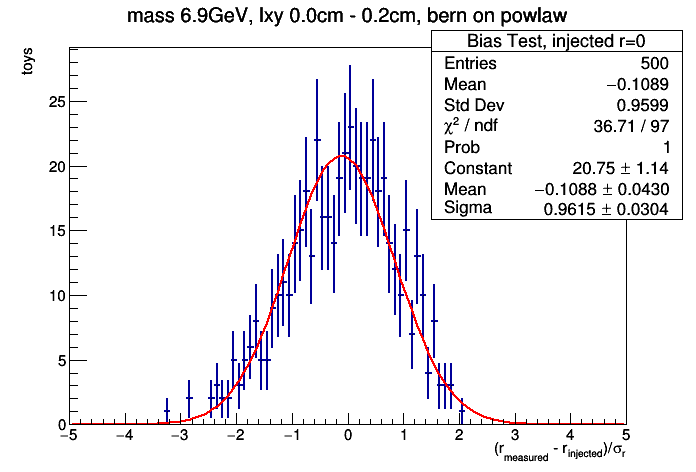 mass 6.9GeV, lxy 0.0cm - 0.2cm, bern on powlaw
Bias Test, injected r=0
Entries 500
Mean −0.1089
Std Dev 0.9599
χ² / ndf 36.71 / 97
Prob 1
Constant 20.75 ± 1.14
Mean −0.1088 ± 0.0430
Sigma 0.9615 ± 0.0304
toys
25
20
15
10
5
0
−5 −4 −3 −2 −1 0 1 2 3 4 5
(r_measured - r_injected)/σ_r